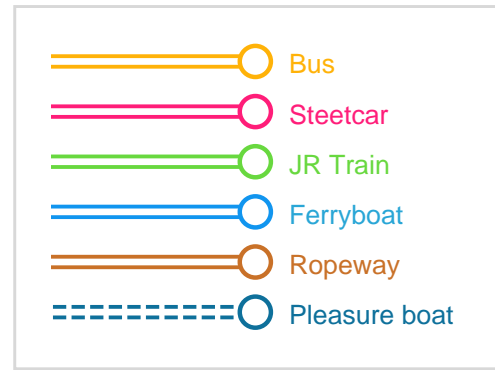 Bus
Steetcar
JR Train
Ferryboat
Ropeway
Pleasure boat